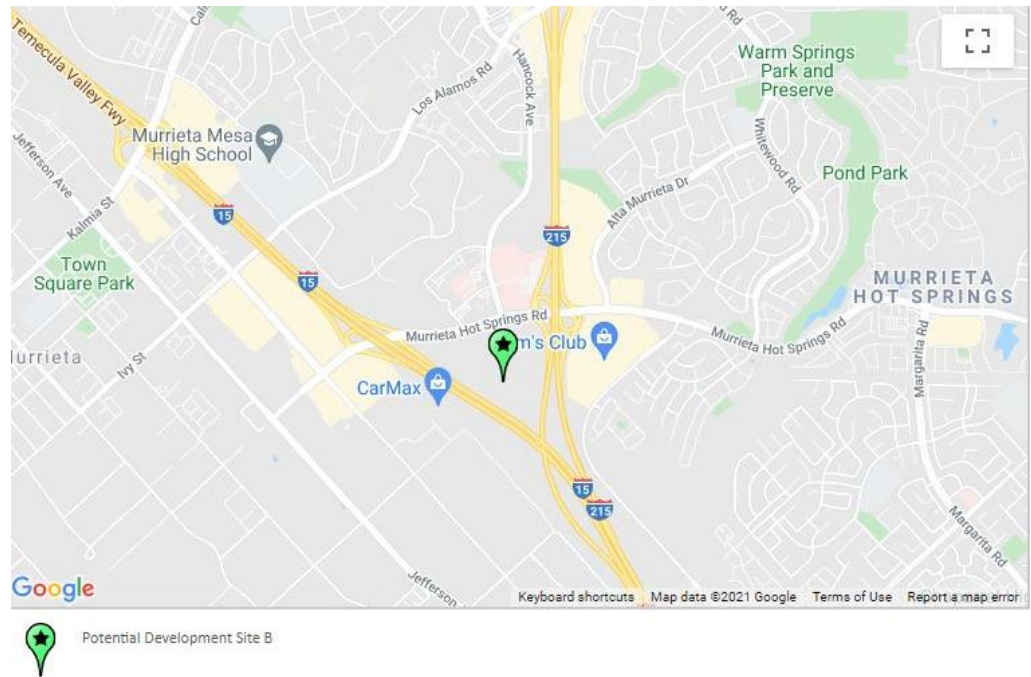 Temecula Valley Fwy
Cal
Hancock Ave
Los Alamos Rd
Rd
Warm Springs
Park and
Preserve
Murrieta Mesa
High School
Jefferson Ave
Whitewood Rd
Pond Park
Alta Murrieta Dr
Kalmia St
15
215
Town
Square Park
15
MURRIETA
HOT SPRINGS
Murrieta Hot Springs Rd
m's Club
Murrieta Hot Springs Rd
Margarita Rd
urrieta
Ivy St
CarMax
15
215
Margarita Rd
Jefferson
Google
Keyboard shortcuts
Map data ©2021 Google
Terms of Use
Report a map error
Potential Development Site B